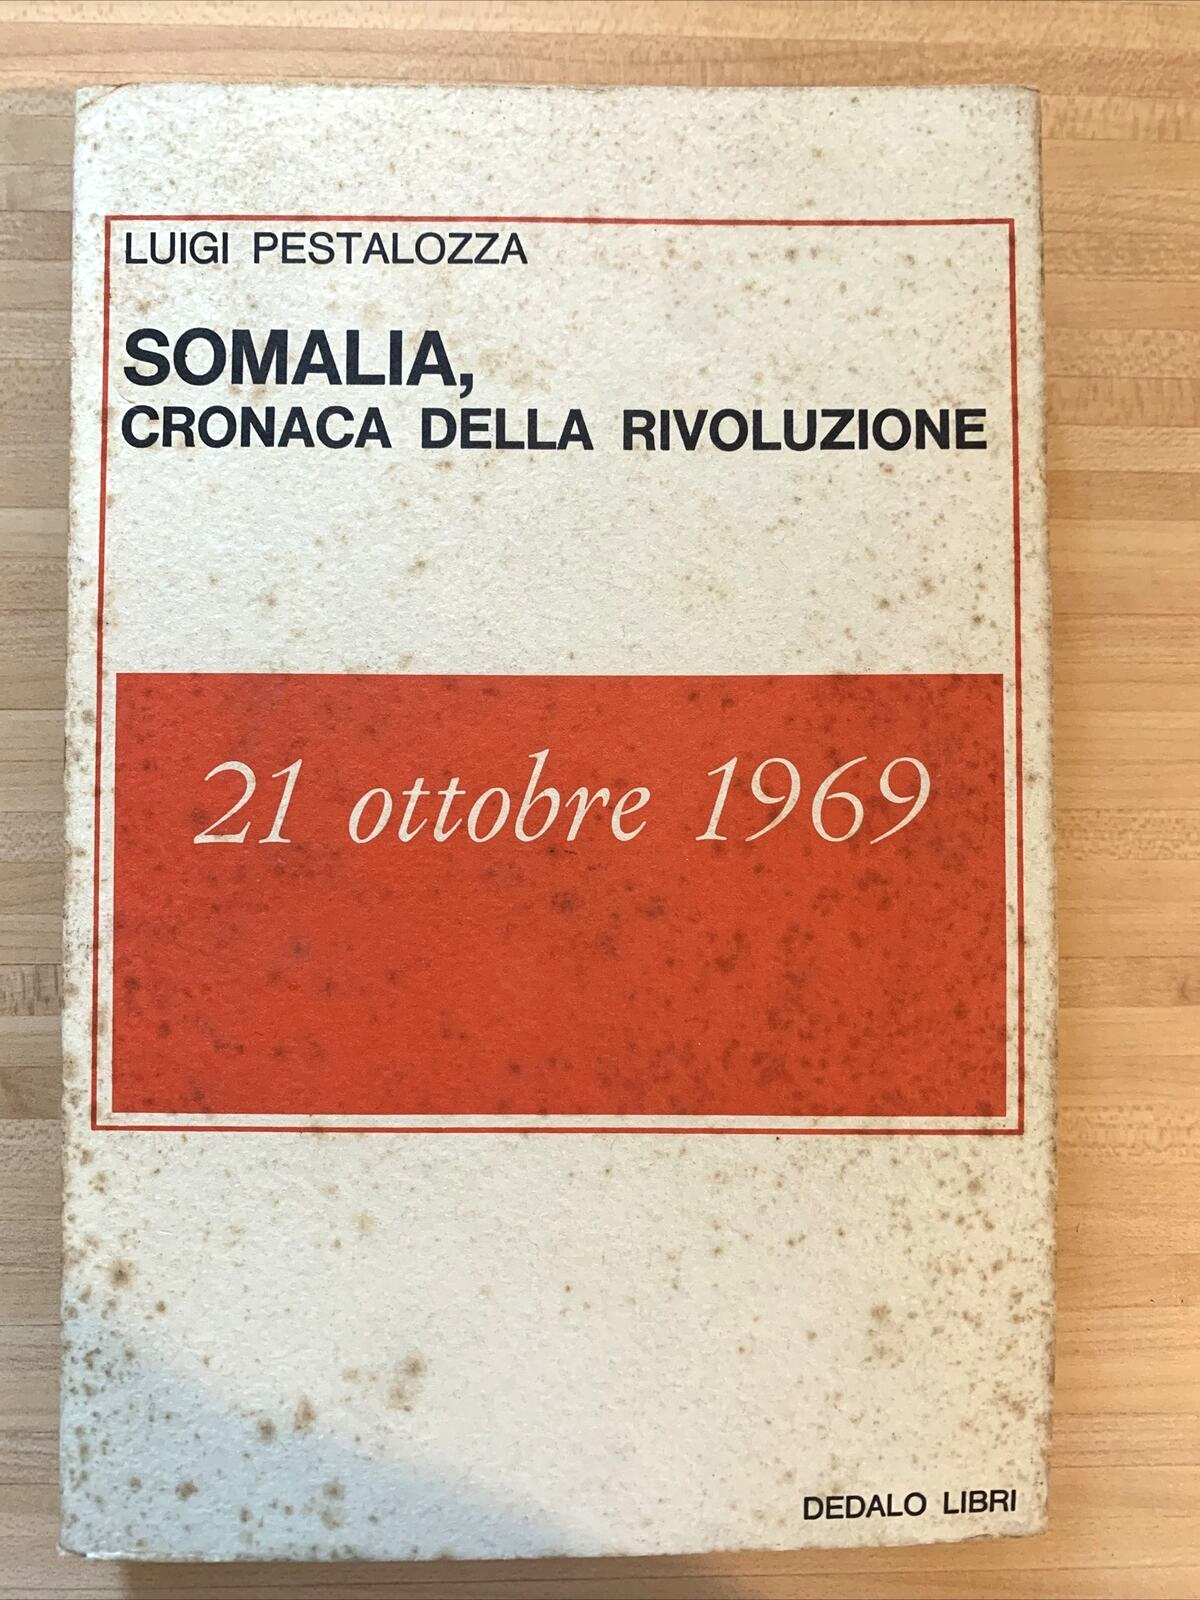 LUIGI PESTALOZZA
SOMALIA,
CRONACA DELLA RIVOLUZIONE
21 ottobre 1969
DEDALO LIBRI